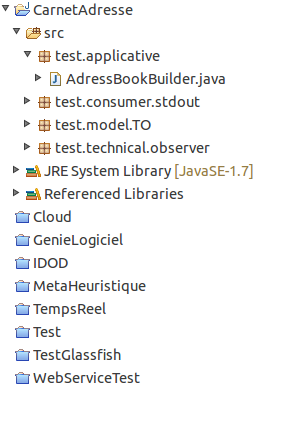 CarnetAdresse
src
test.applicative
AdressBookBuilder.java
test.consumer.stdout
test.model.TO
test.technical.observer
JRE System Library [JavaSE-1.7]
Referenced Libraries
Cloud
GenieLogiciel
IDOD
MetaHeuristique
TempsReel
Test
TestGlassfish
WebServiceTest